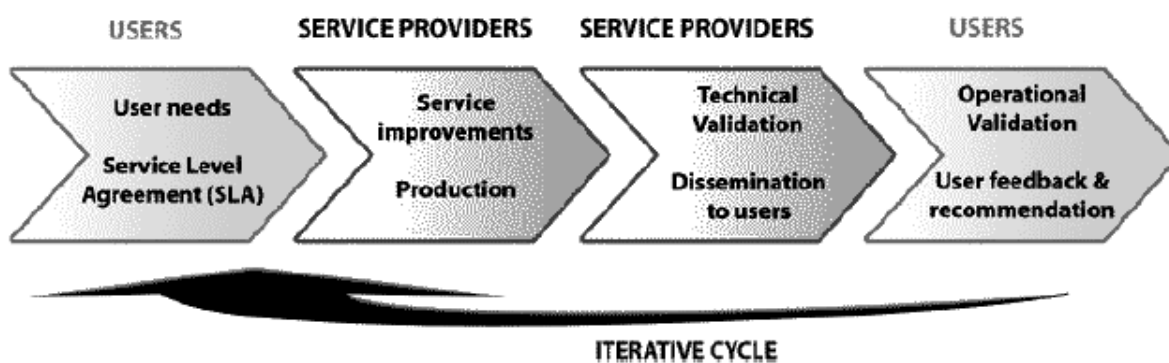 USERS
SERVICE PROVIDERS
SERVICE PROVIDERS
USERS
User needs
Service Level
Agreement (SLA)
Service
improvements
Production
Technical
Validation
Dissemination
to users
Operational
Validation
User feedback &
recommendation
ITERATIVE CYCLE